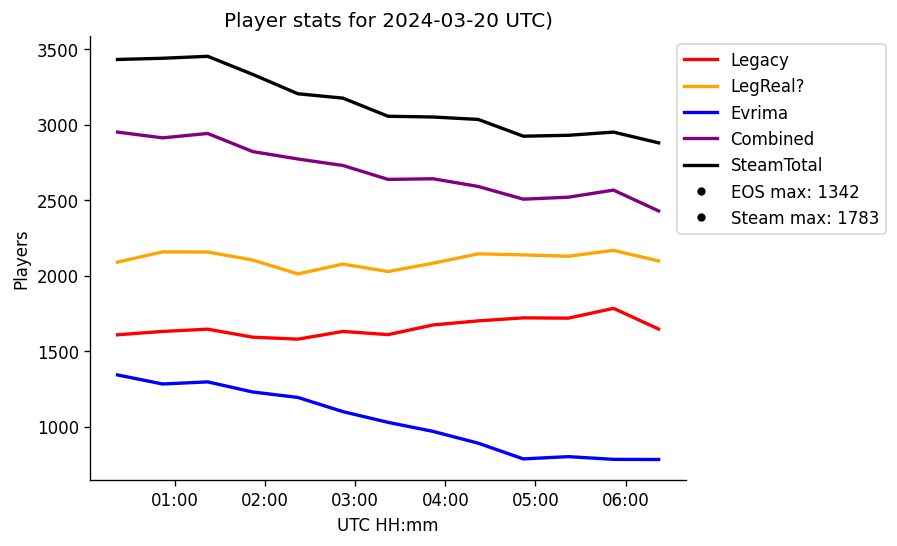 Player stats for 2024-03-20 UTC)
3500
3000
2500
2000
1500
1000
Players
01:00
02:00
03:00
04:00
05:00
06:00
UTC HH:mm
Legacy
LegReal?
Evrima
Combined
SteamTotal
EOS max: 1342
Steam max: 1783